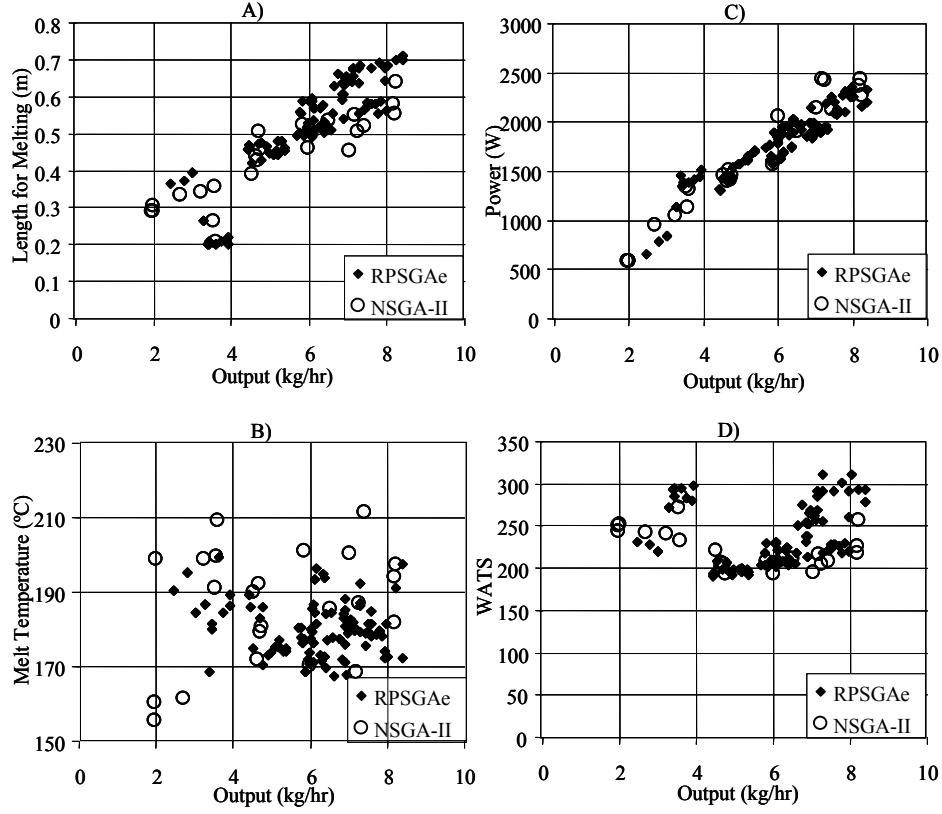 A)
0.8
0.7
0.6
0.5
0.4
0.3
0.2
0.1
0
Length for Melting (m)
RPSGAe
NSGA-II
0 2 4 6 8 10
Output (kg/hr)
C)
3000
2500
2000
1500
1000
500
0
Power (W)
RPSGAe
NSGA-II
0 2 4 6 8 10
Output (kg/hr)
B)
230
210
190
170
150
Melt Temperature (ºC)
RPSGAe
NSGA-II
0 2 4 6 8 10
Output (kg/hr)
D)
350
300
250
200
150
100
50
0
WATS
RPSGAe
NSGA-II
0 2 4 6 8 10
Output (kg/hr)